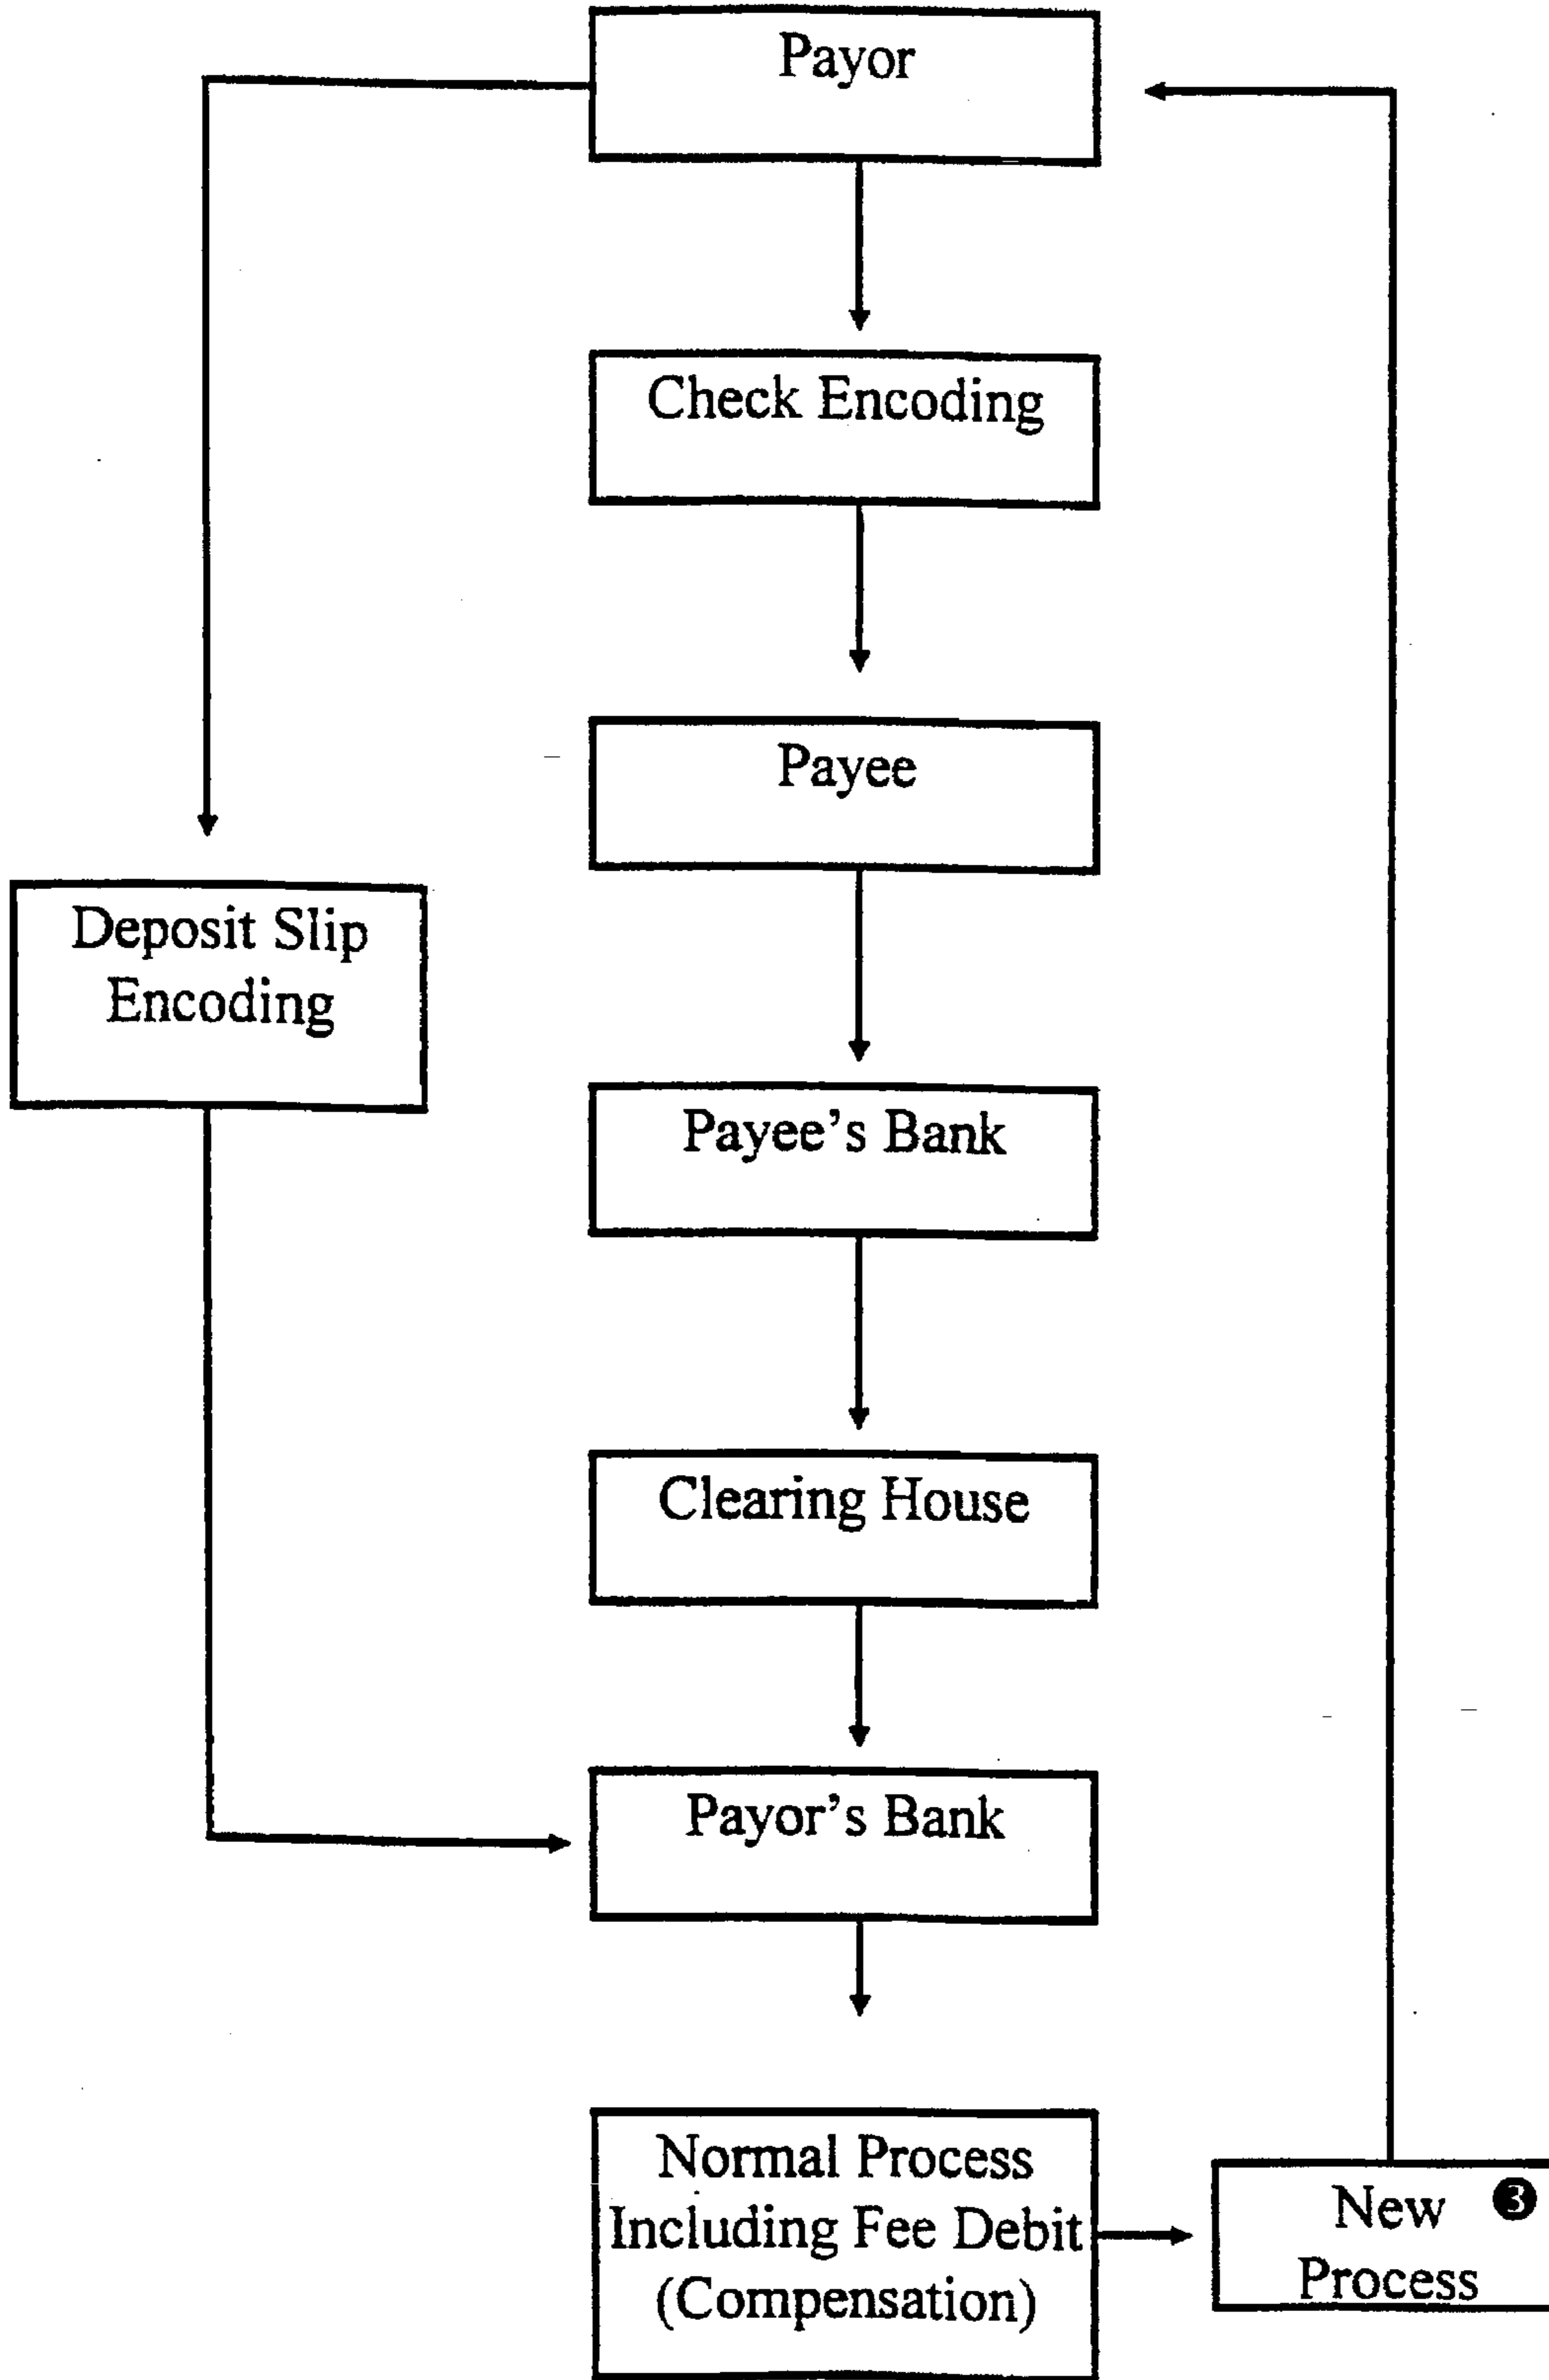 Payor
Check Encoding
Payee
Deposit Slip
Encoding
Payee’s Bank
Clearing House
Payor’s Bank
Normal Process
Including Fee Debit
(Compensation)
New ❸
Process